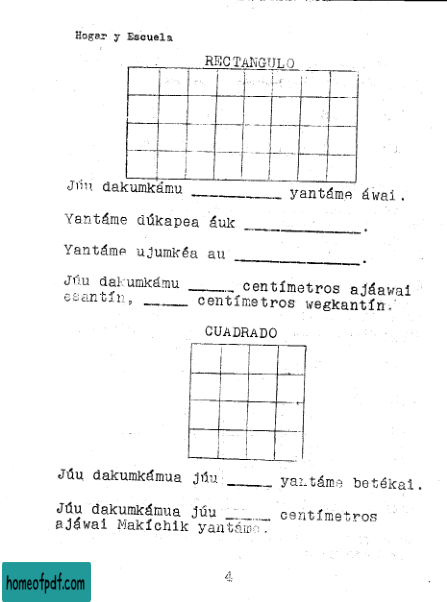 Hogar y Escuela
RECTANGULO
Júu dakumkámu __________ yantáme áwai.
Yantáme dúkapea áuk _____________.
Yantáme ujumkéa au ______________.
Júu dakumkámu _____ centímetros ajáawai
esantín, _____ centímetros wegkantín.
CUADRADO
Júu dakumkámua júu _____ yantáme betékai.
Júu dakumkámua júu _____ centímetros
ajáwai Makíchik yantáme.
4
homeofpdf.com